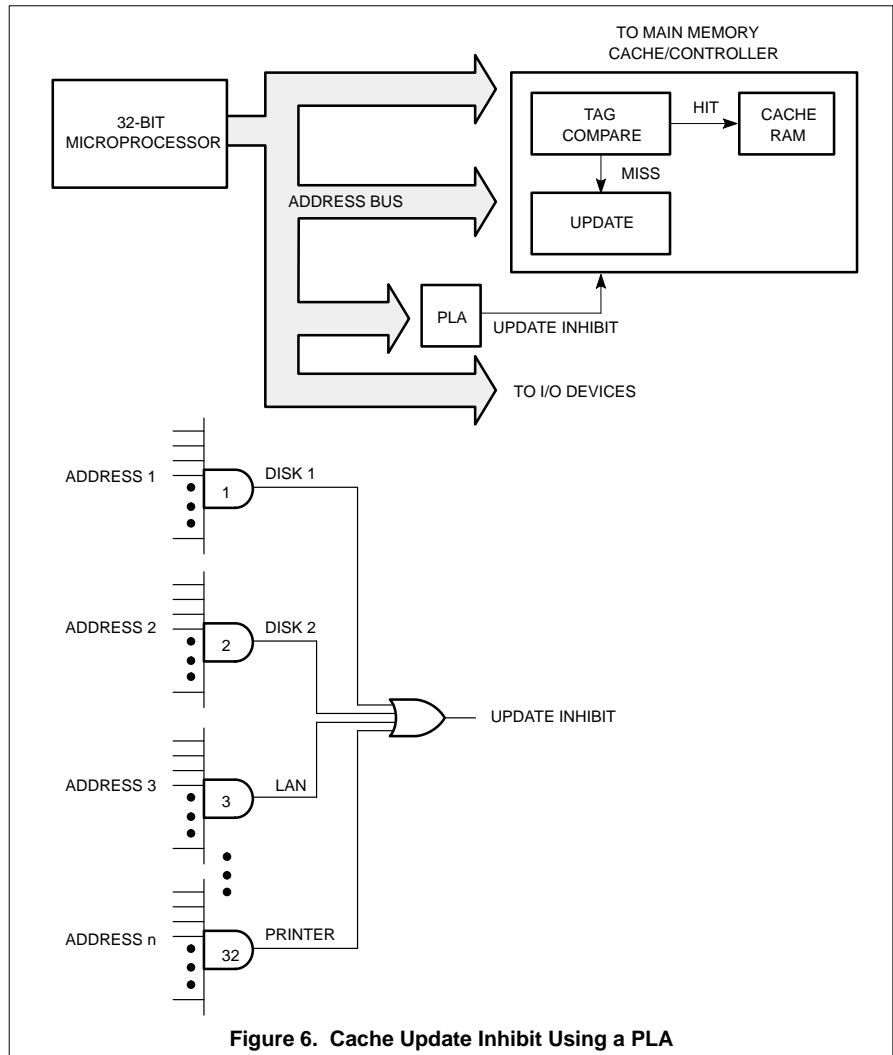 TO MAIN MEMORY
CACHE/CONTROLLER
32-BIT
MICROPROCESSOR
TAG
COMPARE
HIT
CACHE
RAM
MISS
ADDRESS BUS
UPDATE
PLA
UPDATE INHIBIT
TO I/O DEVICES
ADDRESS 1
1
DISK 1
ADDRESS 2
2
DISK 2
UPDATE INHIBIT
ADDRESS 3
3
LAN
ADDRESS n
32
PRINTER
Figure 6. Cache Update Inhibit Using a PLA